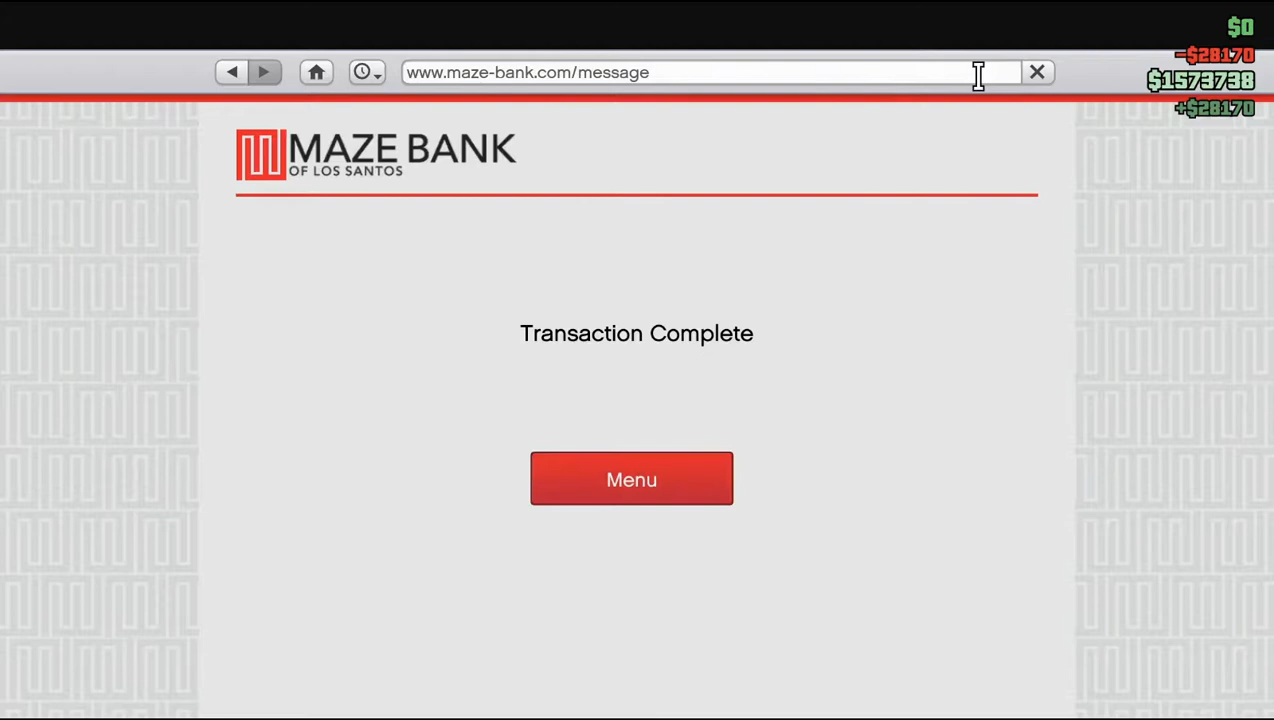 $0
-$28170
www.maze-bank.com/message
$1573738
+$28170
MAZE BANK
OF LOS SANTOS
Transaction Complete
Menu